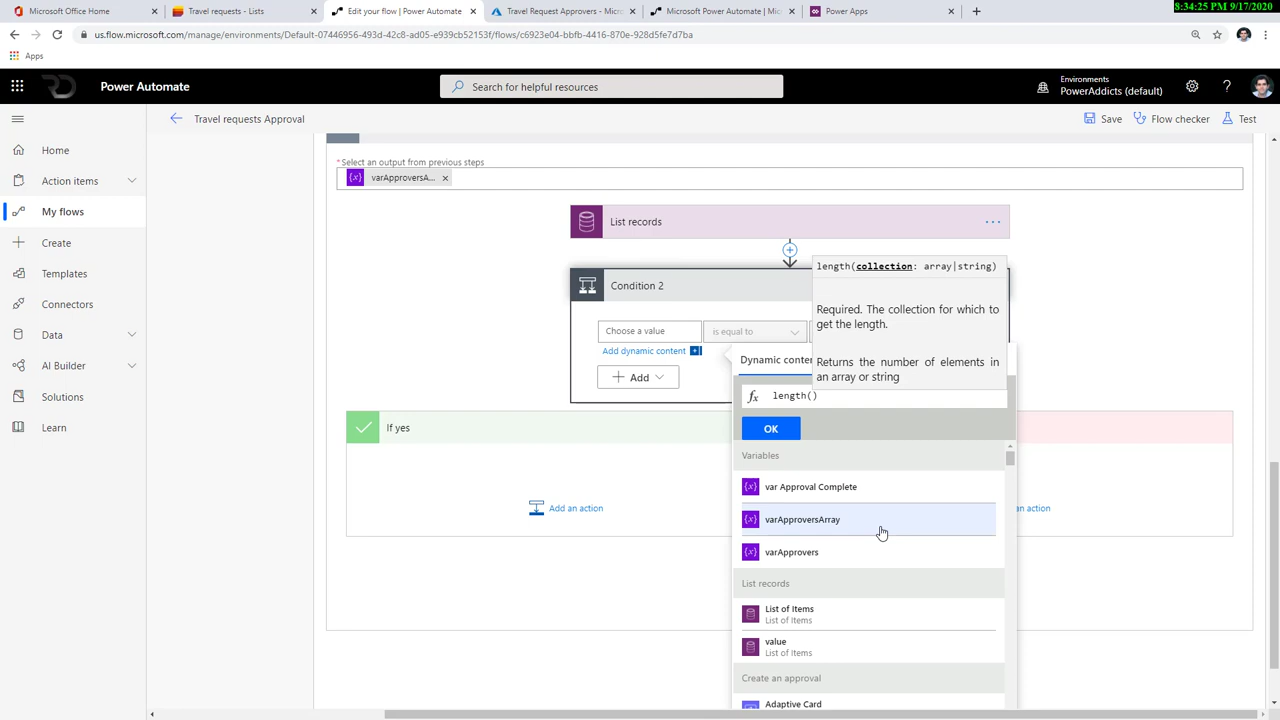 8:34:25 PM 9/17/2020
Microsoft Office Home
Travel requests - Lists
Edit your flow | Power Automate
Travel Request Approvers - Micros
Microsoft Power Automate | Micr
Power Apps
us.flow.microsoft.com/manage/environments/Default-07446956-493d-42c8-ad05-e939cb52153f/flows/c6923e04-bbfb-4416-870e-928d5fe7d7ba
Apps
Power Automate
Search for helpful resources
Environments
PowerAddicts (default)
Travel requests Approval
Save
Flow checker
Test
Home
Action items
My flows
Create
Templates
Connectors
Data
AI Builder
Solutions
Learn
*Select an output from previous steps
{x} varApproversA... x
List records
Condition 2
length(collection: array|string)
Required. The collection for which to
get the length.
Returns the number of elements in
an array or string
Choose a value
is equal to
Add dynamic content
Add
Dynamic conten
fx length()
OK
Variables
{x} var Approval Complete
{x} varApproversArray
{x} varApprovers
List records
List of Items
List of Items
value
List of Items
Create an approval
Adaptive Card
If yes
Add an action
n action